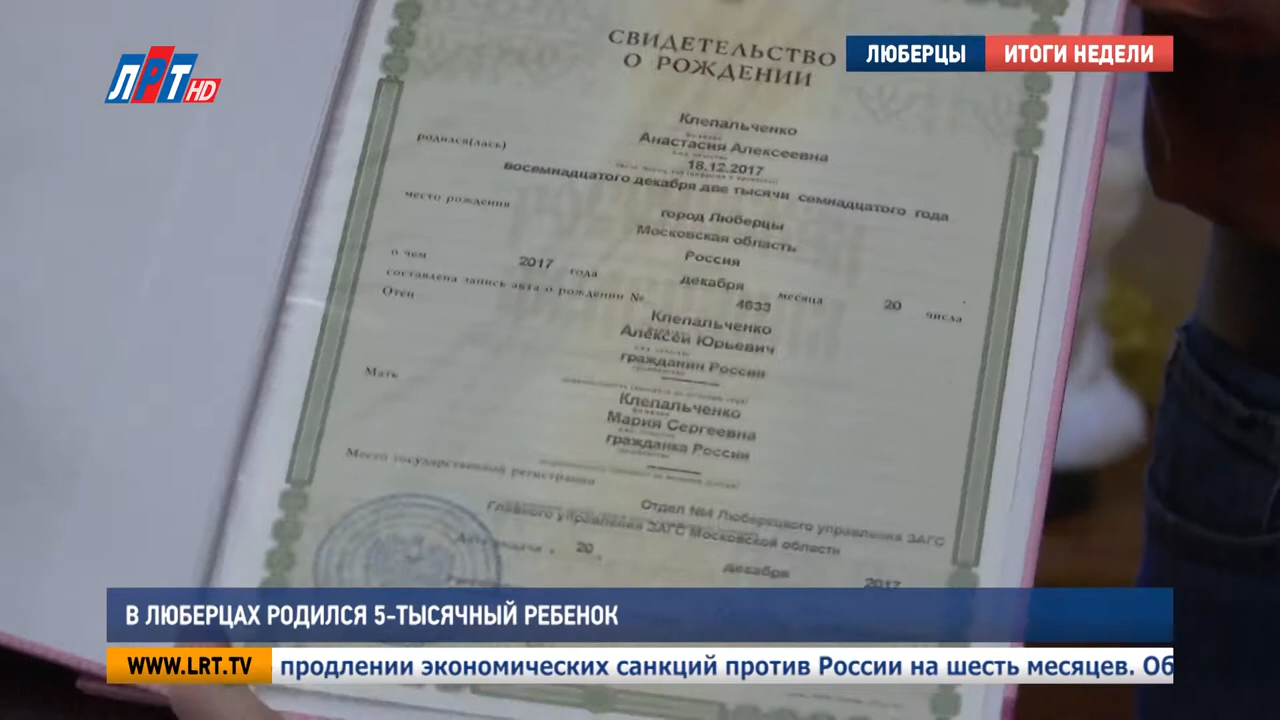 ЛРТ HD
ЛЮБЕРЦЫ ИТОГИ НЕДЕЛИ
СВИДЕТЕЛЬСТВО
О РОЖДЕНИИ
Клепальченко
Анастасия Алексеевна
родился(лась)
18.12.2017
восемнадцатого декабря две тысячи семнадцатого года
место рождения
город Люберцы
Московская область
Россия
о чем 2017 года декабря месяца 20 числа
составлена запись акта о рождении № 4633
Отец
Клепальченко
Алексей Юрьевич
гражданин России
Мать
Клепальченко
Мария Сергеевна
гражданка России
Место государственной регистрации
Отдел №4 Люберецкого управления ЗАГС
Главного управления ЗАГС Московской области
Дата выдачи 20 декабря 2017
В ЛЮБЕРЦАХ РОДИЛСЯ 5-ТЫСЯЧНЫЙ РЕБЕНОК
WWW.LRT.TV продлении экономических санкций против России на шесть месяцев. Об